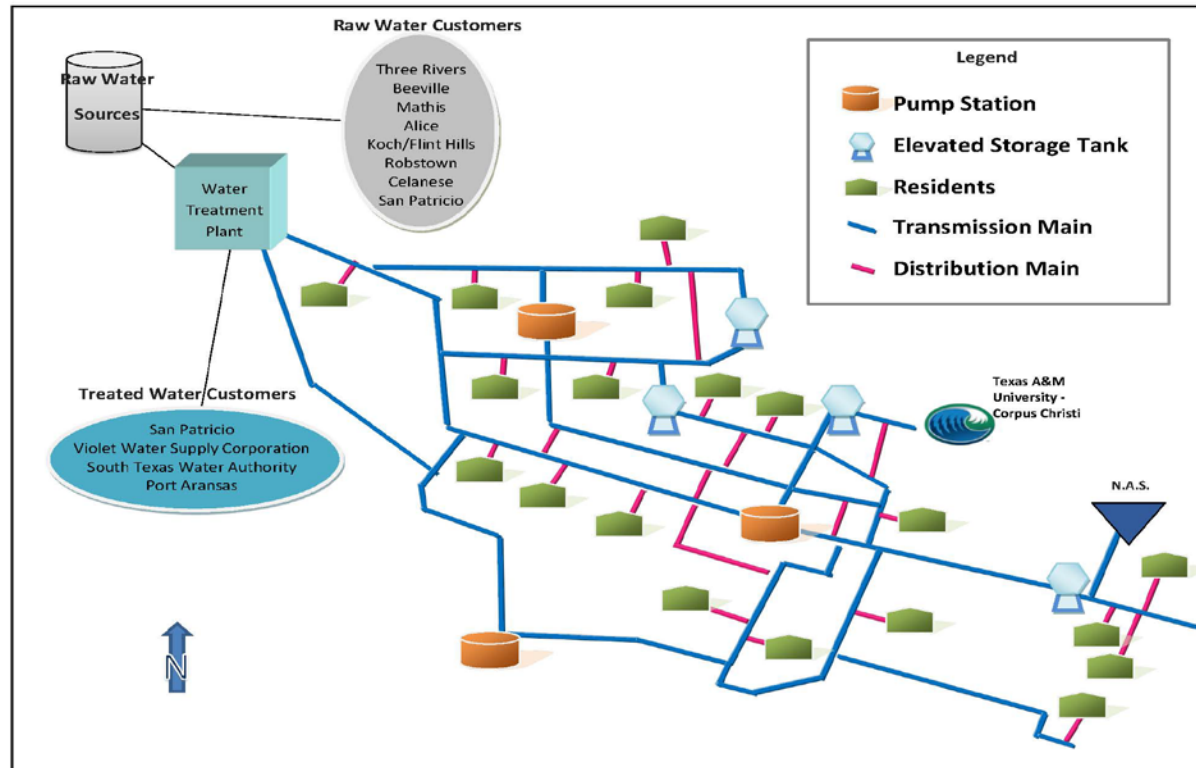 Raw Water Customers
Raw Water
Sources
Three Rivers
Beeville
Mathis
Alice
Koch/Flint Hills
Robstown
Celanese
San Patricio
Legend
Pump Station
Elevated Storage Tank
Residents
Transmission Main
Distribution Main
Water
Treatment
Plant
Treated Water Customers
San Patricio
Violet Water Supply Corporation
South Texas Water Authority
Port Aransas
Texas A&M
University -
Corpus Christi
N.A.S.
N